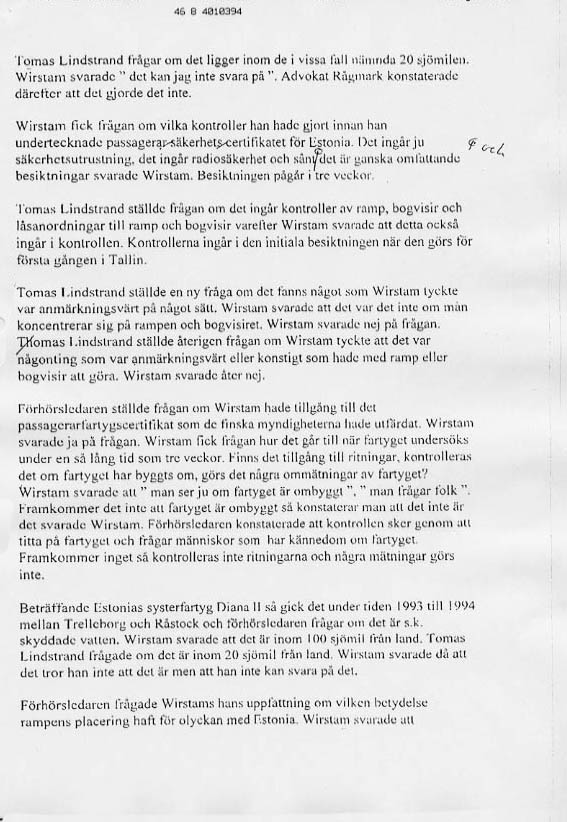 46 B 4010394
Tomas Lindstrand frågar om det ligger inom de i vissa fall nämnda 20 sjömilen.
Wirstam svarade " det kan jag inte svara på ". Advokat Rågmark konstaterade
därefter att det gjorde det inte.
Wirstam fick frågan om vilka kontroller han hade gjort innan han
undertecknade passagerar-säkerhets-certifikatet för Estonia. Det ingår ju
säkerhetsutrustning, det ingår radiosäkerhet och sånt det är ganska omfattande och
besiktningar svarade Wirstam. Besiktningen pågår i tre veckor.
Tomas Lindstrand ställde frågan om det ingår kontroller av ramp, bogvisir och
låsanordningar till ramp och bogvisir varefter Wirstam svarade att detta också
ingår i kontrollen. Kontrollerna ingår i den initiala besiktningen när den görs för
första gången i Tallin.
Tomas Lindstrand ställde en ny fråga om det fanns något som Wirstam tyckte
var anmärkningsvärt på något sätt. Wirstam svarade att det var det inte om man
koncentrerar sig på rampen och bogvisiret. Wirstam svarade nej på frågan.
Thomas Lindstrand ställde återigen frågan om Wirstam tyckte att det var
någonting som var anmärkningsvärt eller konstigt som hade med ramp eller
bogvisir att göra. Wirstam svarade åter nej.
Förhörsledaren ställde frågan om Wirstam hade tillgång till det
passagerarfartygscertifikat som de finska myndigheterna hade utfärdat. Wirstam
svarade ja på frågan. Wirstam fick frågan hur det går till när fartyget undersöks
under en så lång tid som tre veckor. Finns det tillgång till ritningar, kontrolleras
det om fartyget har byggts om, görs det några ommätningar av fartyget?
Wirstam svarade att " man ser ju om fartyget är ombyggt ", " man frågar folk ".
Framkommer det inte att fartyget är ombyggt så konstaterar man att det inte är
det svarade Wirstam. Förhörsledaren konstaterade att kontrollen sker genom att
titta på fartyget och frågar människor som har kännedom om fartyget.
Framkommer inget så kontrolleras inte ritningarna och några mätningar görs
inte.
Beträffande Estonias systerfartyg Diana II så gick det under tiden 1993 till 1994
mellan Trelleborg och Råstock och förhörsledaren frågar om det är s.k.
skyddade vatten. Wirstam svarade att det är inom 100 sjömil från land. Tomas
Lindstrand frågade om det är inom 20 sjömil från land. Wirstam svarade då att
det tror han inte att det är men att han inte kan svara på det.
Förhörsledaren frågade Wirstams hans uppfattning om vilken betydelse
rampens placering haft för olyckan med Estonia. Wirstam svarade att